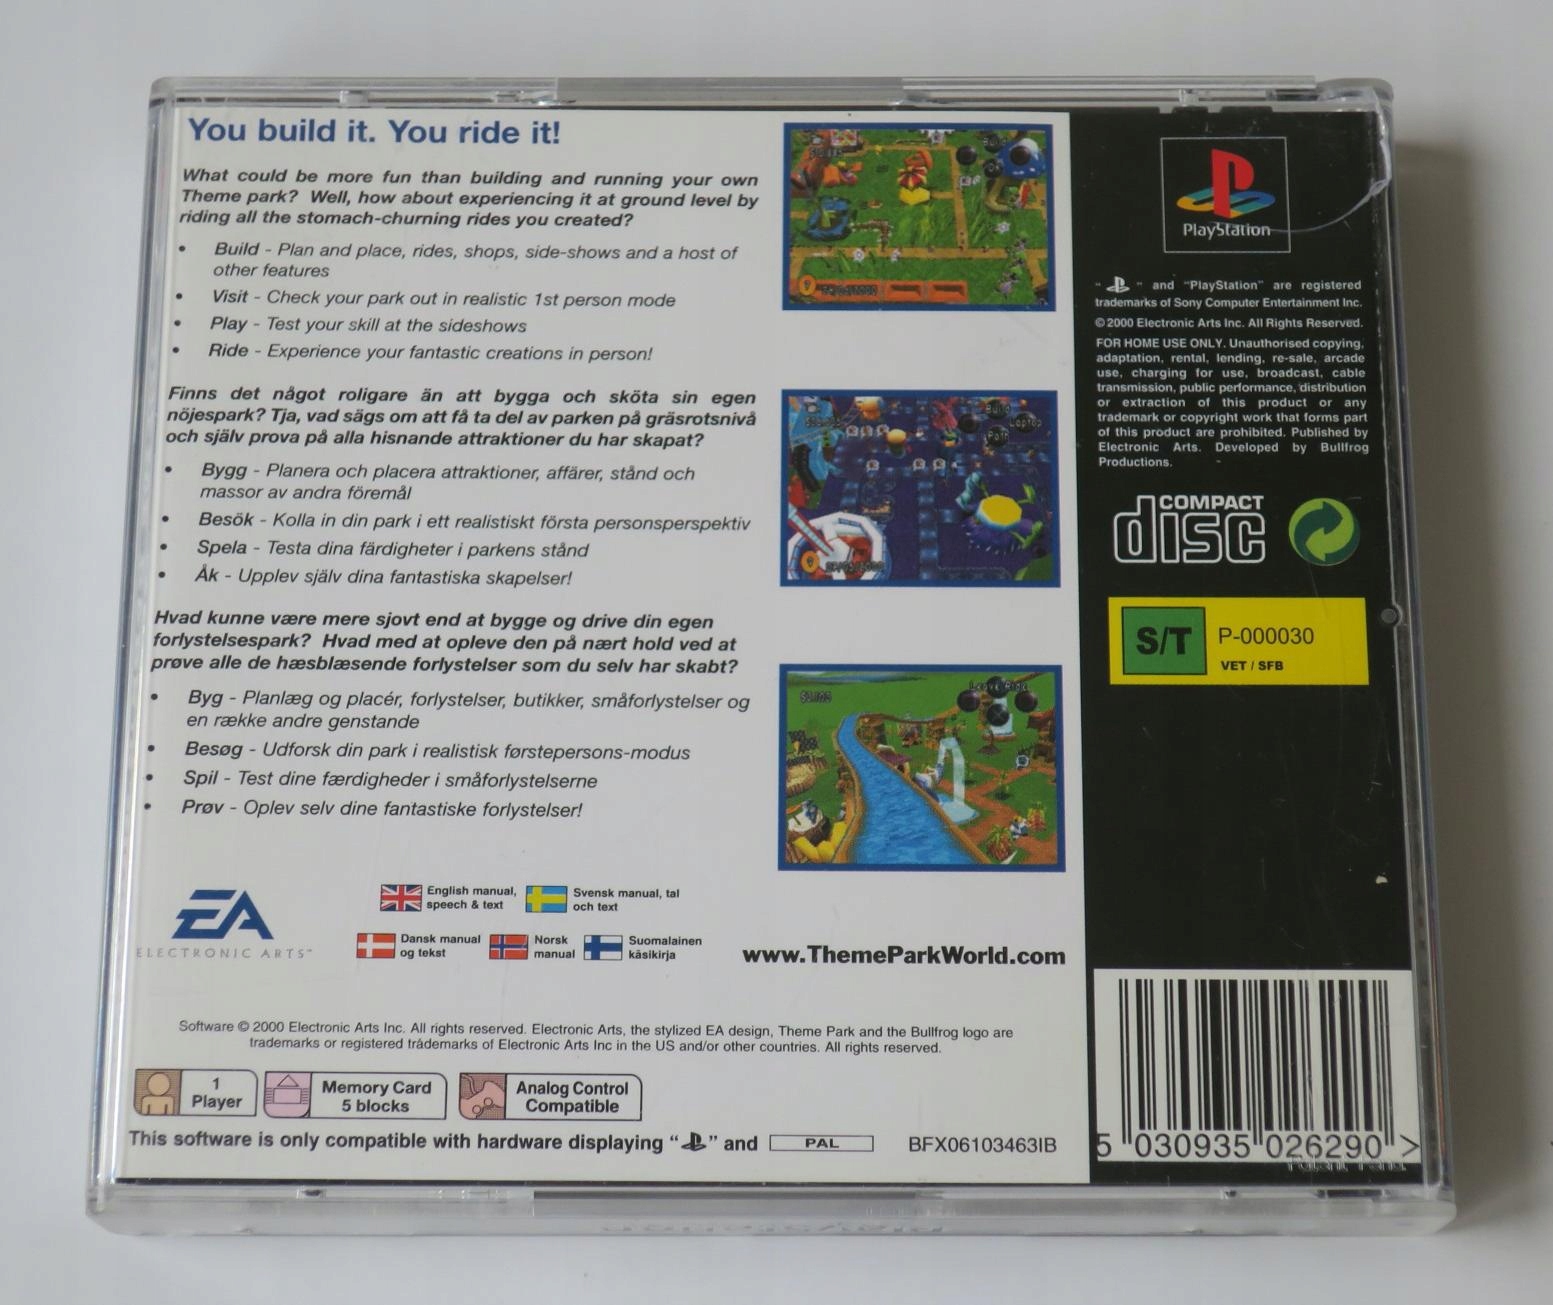 You build it. You ride it!
What could be more fun than building and running your own
Theme park? Well, how about experiencing it at ground level by
riding all the stomach-churning rides you created?
• Build - Plan and place, rides, shops, side-shows and a host of
other features
• Visit - Check your park out in realistic 1st person mode
• Play - Test your skill at the sideshows
• Ride - Experience your fantastic creations in person!
Finns det något roligare än att bygga och sköta sin egen
nöjespark? Tja, vad sägs om att få ta del av parken på gräsrotsnivå
och själv prova på alla hisnande attraktioner du har skapat?
• Bygg - Planera och placera attraktioner, affärer, stånd och
massor av andra föremål
• Besök - Kolla in din park i ett realistiskt första personsperspektiv
• Spela - Testa dina färdigheter i parkens stånd
• Åk - Upplev själv dina fantastiska skapelser!
Hvad kunne være mere sjovt end at bygge og drive din egen
forlystelsespark? Hvad med at opleve den på nært hold ved at
prøve alle de hæsblæsende forlystelser som du selv har skabt?
• Byg - Planlæg og placér, forlystelser, butikker, småforlystelser og
en række andre genstande
• Besøg - Udforsk din park i realistisk førstepersons-modus
• Spil - Test dine færdigheder i småforlystelserne
• Prøv - Oplev selv dine fantastiske forlystelser!
Build
Build
Laptop
Path
Leave Ride
EA
ELECTRONIC ARTS™
English manual,
speech & text
Svensk manual, tal
och text
Dansk manual
og tekst
Norsk
manual
Suomalainen
käsikirja
www.ThemeParkWorld.com
Software © 2000 Electronic Arts Inc. All rights reserved. Electronic Arts, the stylized EA design, Theme Park and the Bullfrog logo are
trademarks or registered trademarks of Electronic Arts Inc in the US and/or other countries. All rights reserved.
1
Player
Memory Card
5 blocks
Analog Control
Compatible
This software is only compatible with hardware displaying " " and PAL
BFX06103463IB
PlayStation
" " and "PlayStation" are registered
trademarks of Sony Computer Entertainment Inc.
© 2000 Electronic Arts Inc. All Rights Reserved.
FOR HOME USE ONLY. Unauthorised copying,
adaptation, rental, lending, re-sale, arcade
use, charging for use, broadcast, cable
transmission, public performance, distribution
or extraction of this product or any
trademark or copyright work that forms part
of this product are prohibited. Published by
Electronic Arts. Developed by Bullfrog
Productions.
COMPACT
disc
S/T P-000030
VET / SFB
5 030935 026290 >